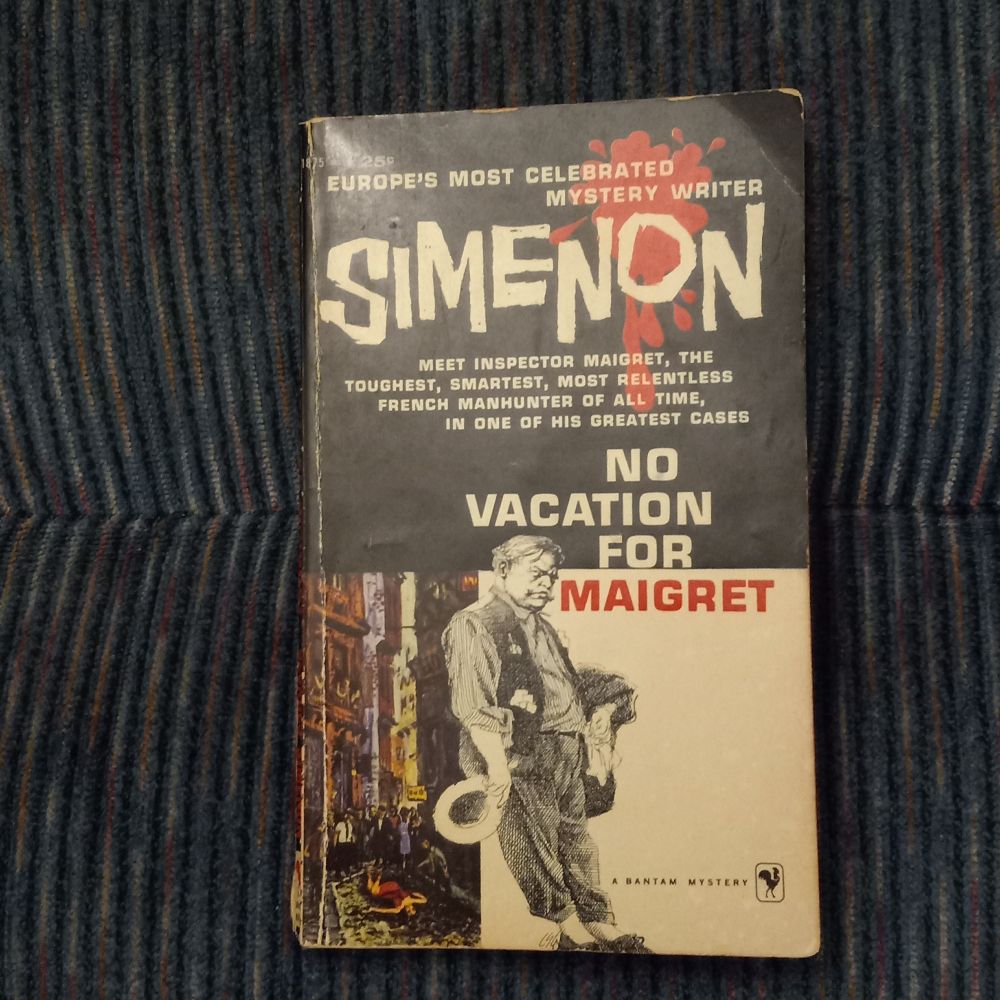 1875
25¢
EUROPE'S MOST CELEBRATED
MYSTERY WRITER
SIMENON
MEET INSPECTOR MAIGRET, THE
TOUGHEST, SMARTEST, MOST RELENTLESS
FRENCH MANHUNTER OF ALL TIME,
IN ONE OF HIS GREATEST CASES
NO
VACATION
FOR
MAIGRET
A BANTAM MYSTERY